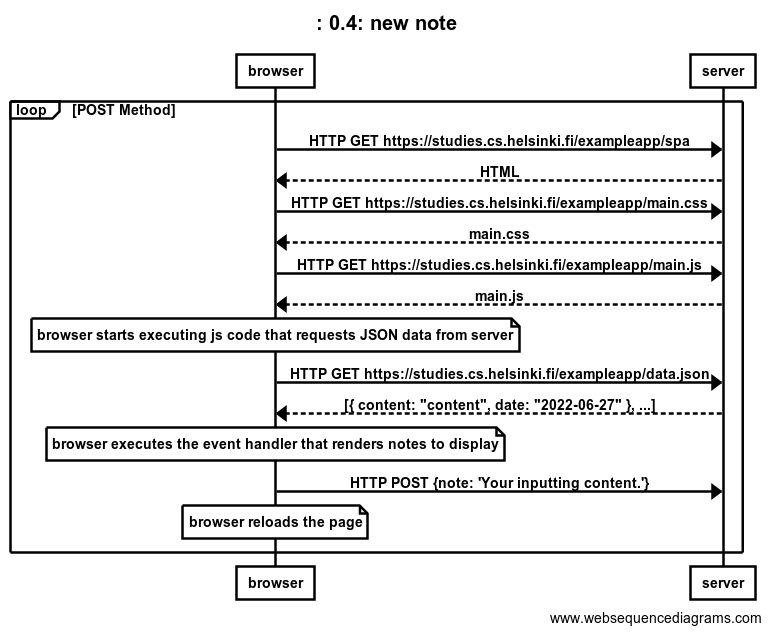 : 0.4: new note
browser
server
loop
[POST Method]
HTTP GET https://studies.cs.helsinki.fi/exampleapp/spa
HTML
HTTP GET https://studies.cs.helsinki.fi/exampleapp/main.css
main.css
HTTP GET https://studies.cs.helsinki.fi/exampleapp/main.js
main.js
browser starts executing js code that requests JSON data from server
HTTP GET https://studies.cs.helsinki.fi/exampleapp/data.json
[{ content: "content", date: "2022-06-27" }, ...]
browser executes the event handler that renders notes to display
HTTP POST {note: 'Your inputting content.'}
browser reloads the page
browser
server
www.websequencediagrams.com